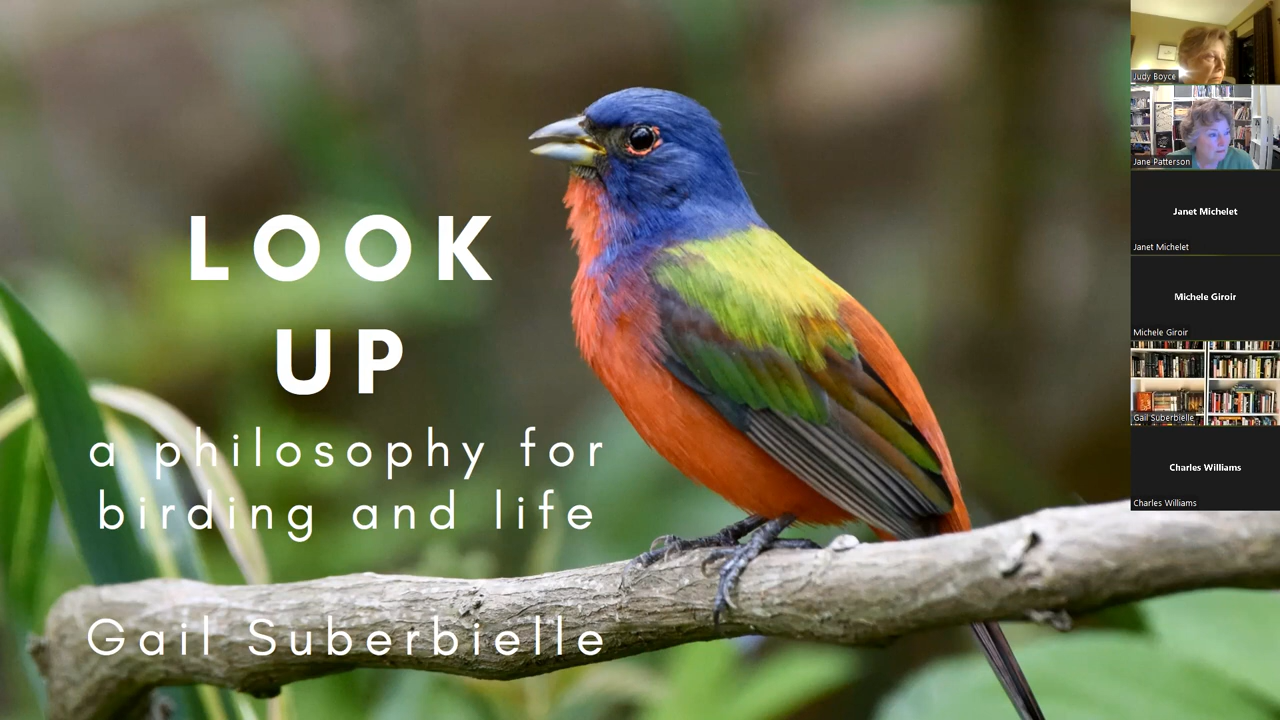 LOOK
UP
a philosophy for
birding and life
Gail Suberbielle
Judy Boyce
Jane Patterson
Janet Michelet
Janet Michelet
Michele Giroir
Michele Giroir
Gail Suberbielle
Charles Williams
Charles Williams